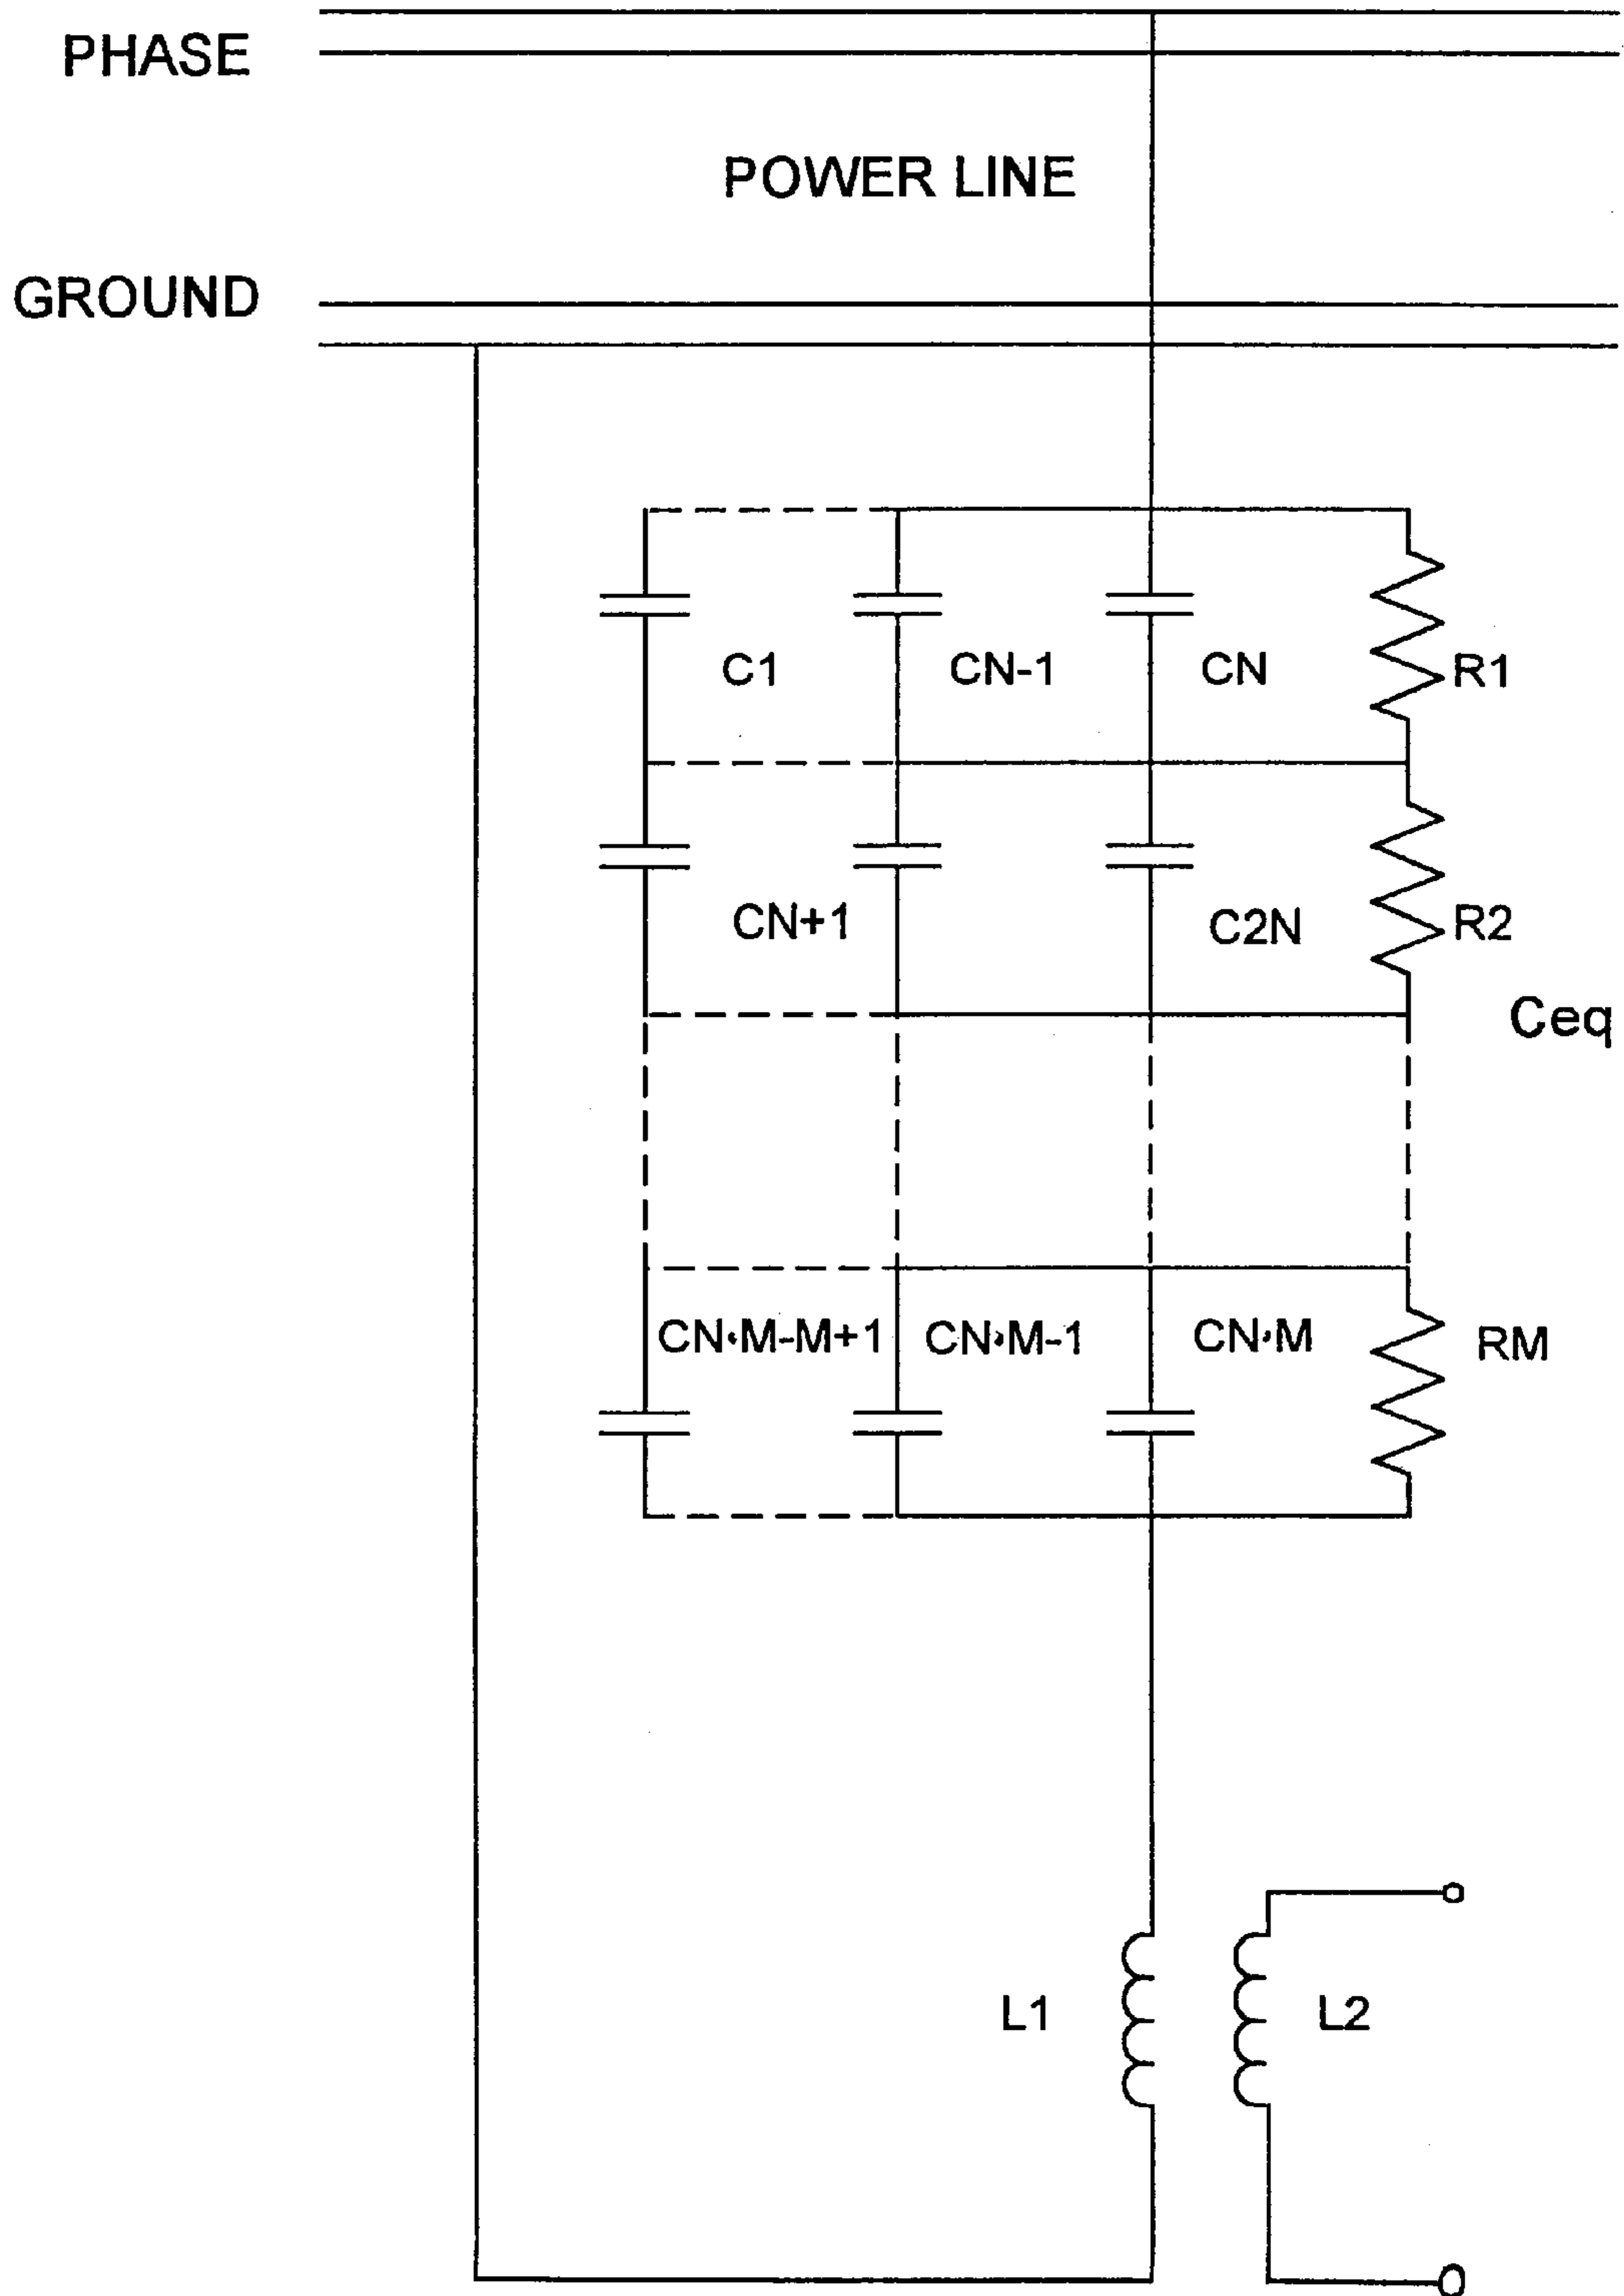 PHASE
POWER LINE
GROUND
C1 CN-1 CN R1
CN+1 C2N R2
Ceq
CN·M-M+1 CN·M-1 CN·M RM
L1 L2